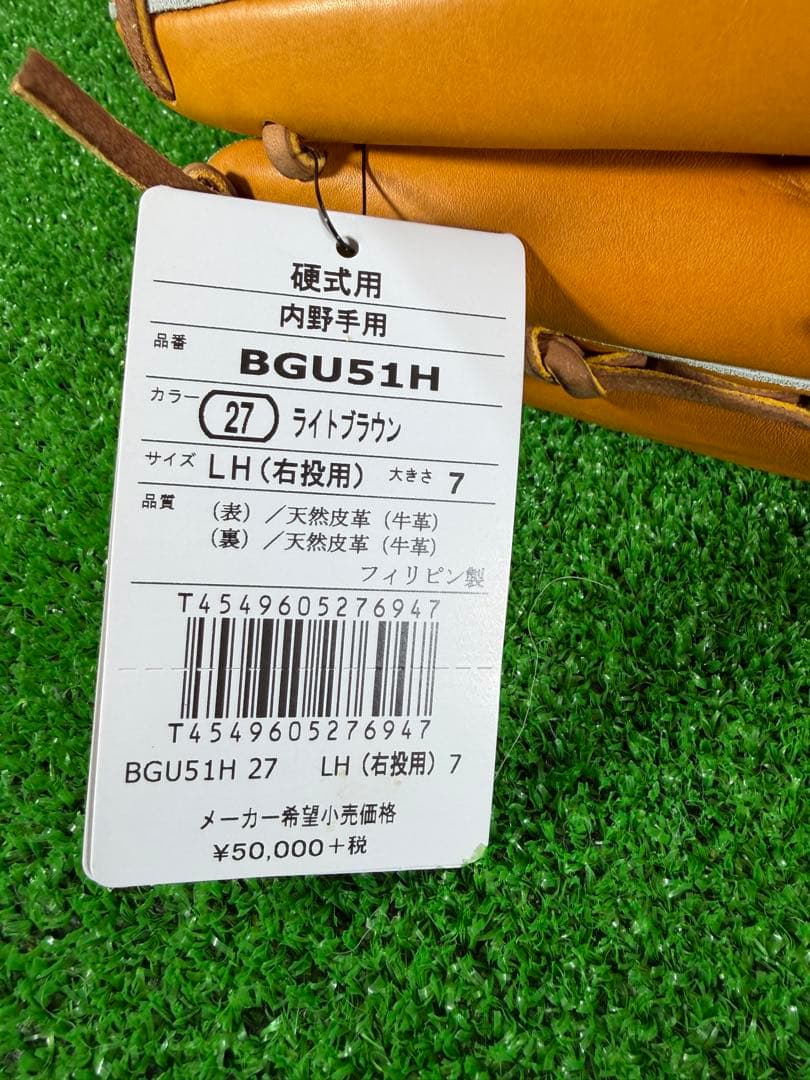 硬式用
内野手用
品番 BGU51H
カラー 27 ライトブラウン
サイズ LH(右投用) 大きさ 7
品質 (表)/天然皮革(牛革)
(裏)/天然皮革(牛革)
フィリピン製
T4549605276947
T4549605276947
BGU51H 27 LH(右投用) 7
メーカー希望小売価格
¥50,000+税